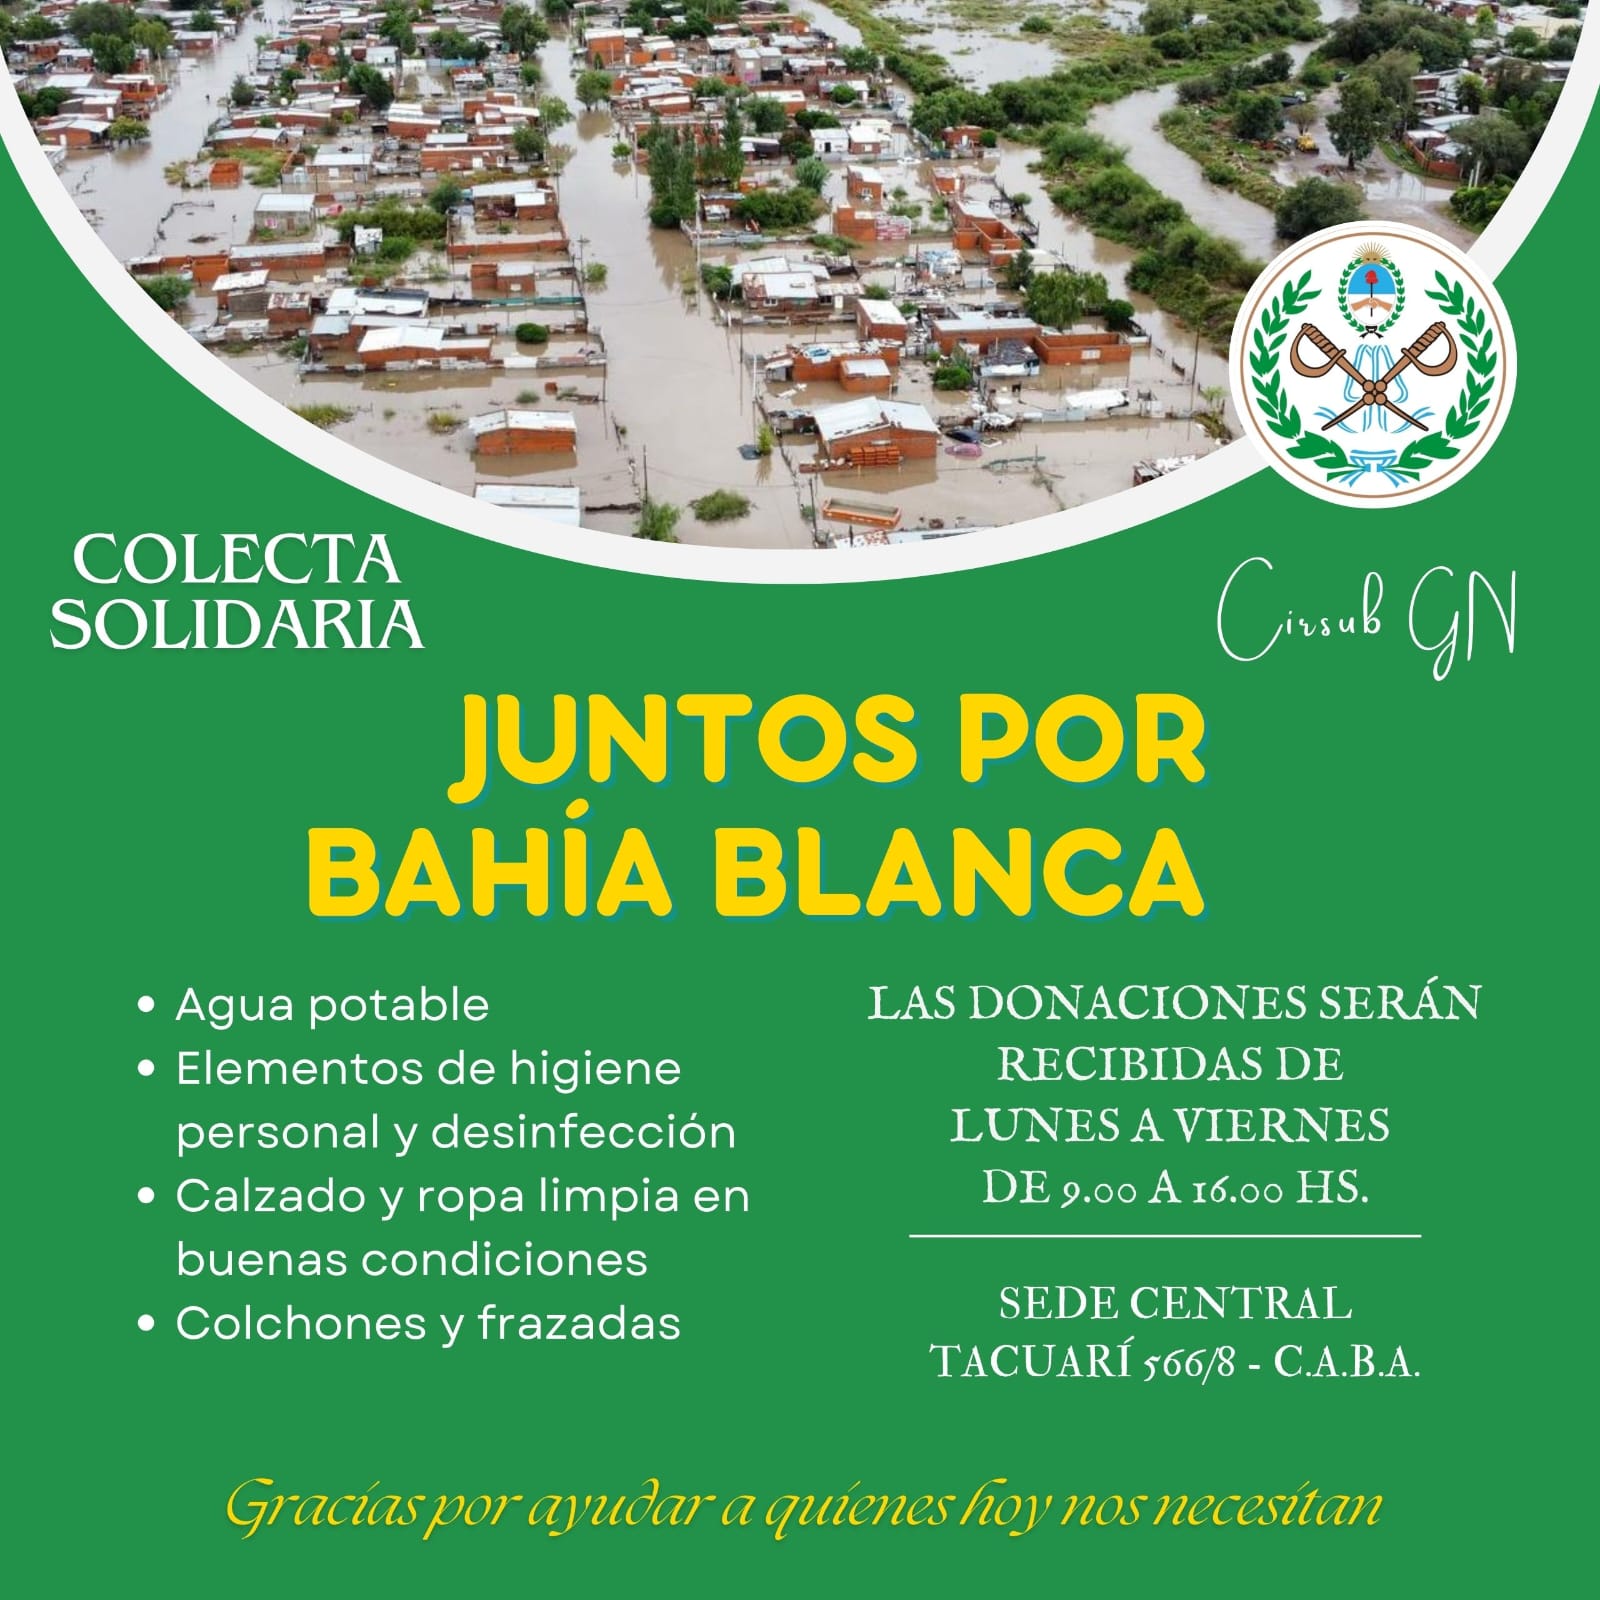 COLECTA
SOLIDARIA
Cirsub GN
JUNTOS POR
BAHÍA BLANCA
• Agua potable
• Elementos de higiene
personal y desinfección
• Calzado y ropa limpia en
buenas condiciones
• Colchones y frazadas
LAS DONACIONES SERÁN
RECIBIDAS DE
LUNES A VIERNES
DE 9.00 A 16.00 HS.
SEDE CENTRAL
TACUARÍ 566/8 - C.A.B.A.
Gracias por ayudar a quienes hoy nos necesitan